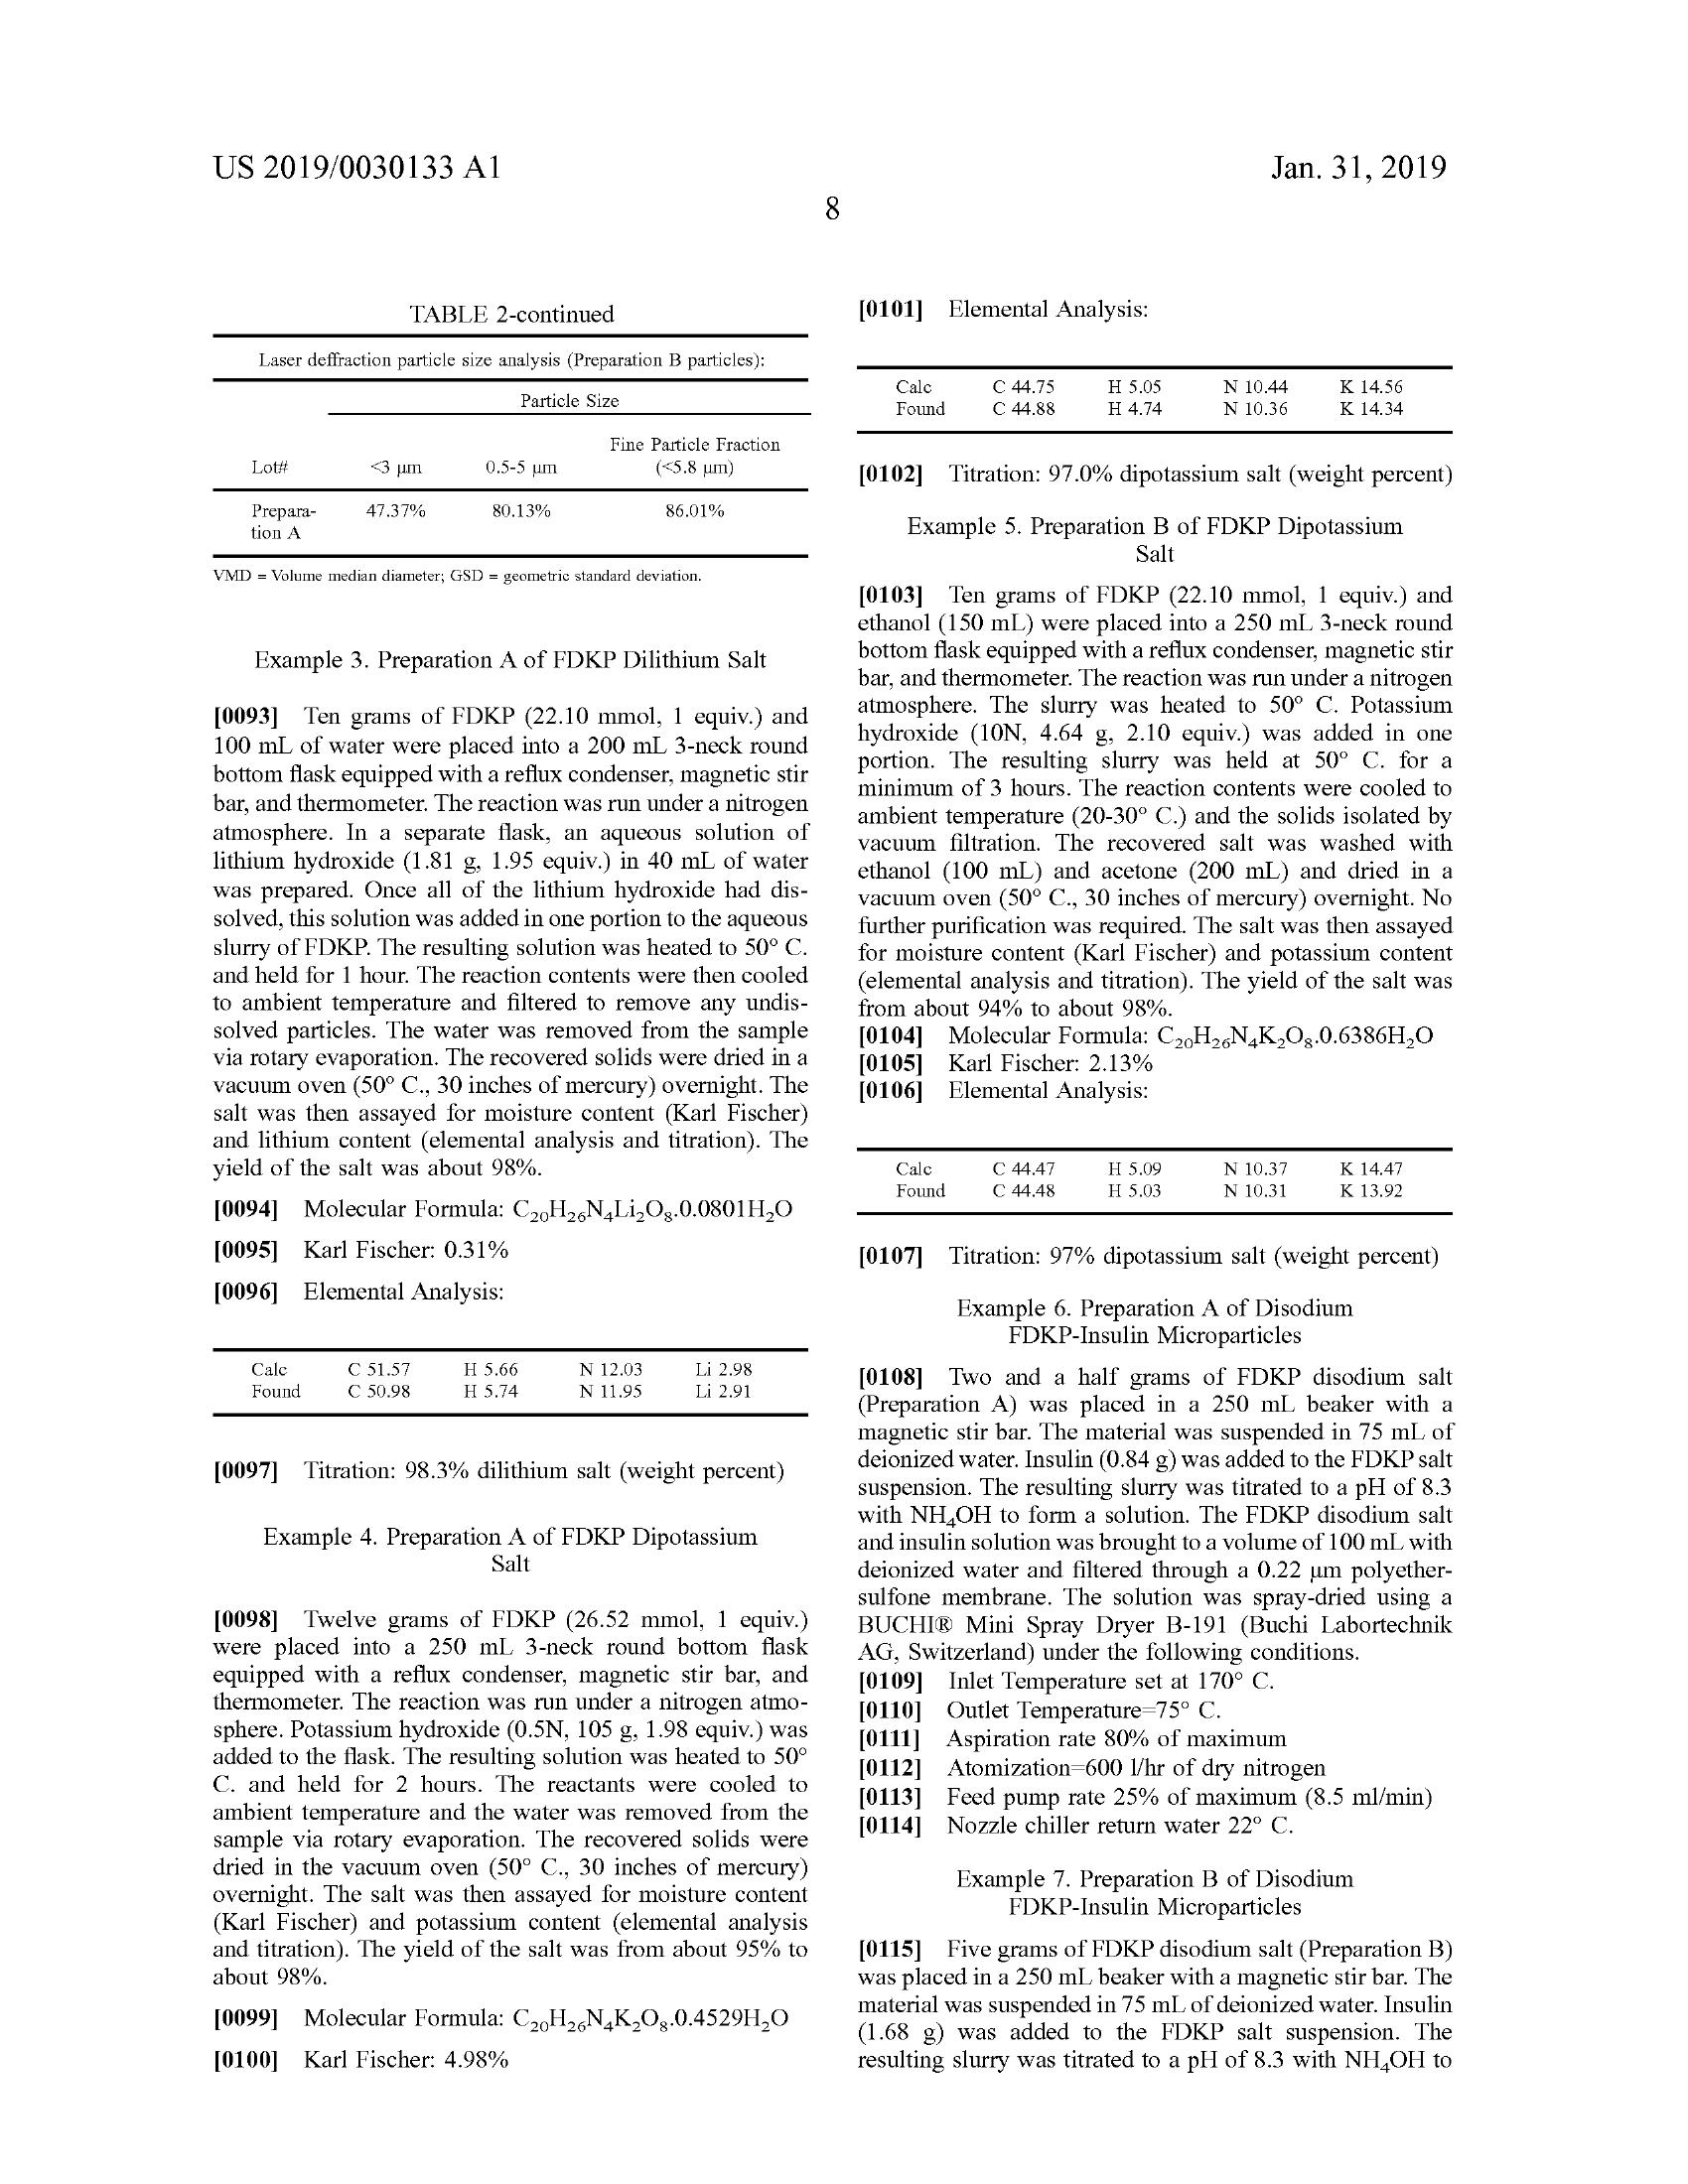 US 2019/0030133 A1
Jan. 31, 2019
8
TABLE 2-continued
Laser deffraction particle size analysis (Preparation B particles):
Particle Size
Fine Particle Fraction
Lot# <3 µm 0.5-5 µm (<5.8 µm)
Prepara- 47.37% 80.13% 86.01%
tion A
VMD = Volume median diameter; GSD = geometric standard deviation.
Example 3. Preparation A of FDKP Dilithium Salt
[0093] Ten grams of FDKP (22.10 mmol, 1 equiv.) and
100 mL of water were placed into a 200 mL 3-neck round
bottom flask equipped with a reflux condenser, magnetic stir
bar, and thermometer. The reaction was run under a nitrogen
atmosphere. In a separate flask, an aqueous solution of
lithium hydroxide (1.81 g, 1.95 equiv.) in 40 mL of water
was prepared. Once all of the lithium hydroxide had dis-
solved, this solution was added in one portion to the aqueous
slurry of FDKP. The resulting solution was heated to 50° C.
and held for 1 hour. The reaction contents were then cooled
to ambient temperature and filtered to remove any undis-
solved particles. The water was removed from the sample
via rotary evaporation. The recovered solids were dried in a
vacuum oven (50° C., 30 inches of mercury) overnight. The
salt was then assayed for moisture content (Karl Fischer)
and lithium content (elemental analysis and titration). The
yield of the salt was about 98%.
[0094] Molecular Formula: C₂₀H₂₆N₄Li₂O₈.0.0801H₂O
[0095] Karl Fischer: 0.31%
[0096] Elemental Analysis:
Calc C 51.57 H 5.66 N 12.03 Li 2.98
Found C 50.98 H 5.74 N 11.95 Li 2.91
[0097] Titration: 98.3% dilithium salt (weight percent)
Example 4. Preparation A of FDKP Dipotassium
Salt
[0098] Twelve grams of FDKP (26.52 mmol, 1 equiv.)
were placed into a 250 mL 3-neck round bottom flask
equipped with a reflux condenser, magnetic stir bar, and
thermometer. The reaction was run under a nitrogen atmo-
sphere. Potassium hydroxide (0.5N, 105 g, 1.98 equiv.) was
added to the flask. The resulting solution was heated to 50°
C. and held for 2 hours. The reactants were cooled to
ambient temperature and the water was removed from the
sample via rotary evaporation. The recovered solids were
dried in the vacuum oven (50° C., 30 inches of mercury)
overnight. The salt was then assayed for moisture content
(Karl Fischer) and potassium content (elemental analysis
and titration). The yield of the salt was from about 95% to
about 98%.
[0099] Molecular Formula: C₂₀H₂₆N₄K₂O₈.0.4529H₂O
[0100] Karl Fischer: 4.98%
[0101] Elemental Analysis:
Calc C 44.75 H 5.05 N 10.44 K 14.56
Found C 44.88 H 4.74 N 10.36 K 14.34
[0102] Titration: 97.0% dipotassium salt (weight percent)
Example 5. Preparation B of FDKP Dipotassium
Salt
[0103] Ten grams of FDKP (22.10 mmol, 1 equiv.) and
ethanol (150 mL) were placed into a 250 mL 3-neck round
bottom flask equipped with a reflux condenser, magnetic stir
bar, and thermometer. The reaction was run under a nitrogen
atmosphere. The slurry was heated to 50° C. Potassium
hydroxide (10N, 4.64 g, 2.10 equiv.) was added in one
portion. The resulting slurry was held at 50° C. for a
minimum of 3 hours. The reaction contents were cooled to
ambient temperature (20-30° C.) and the solids isolated by
vacuum filtration. The recovered salt was washed with
ethanol (100 mL) and acetone (200 mL) and dried in a
vacuum oven (50° C., 30 inches of mercury) overnight. No
further purification was required. The salt was then assayed
for moisture content (Karl Fischer) and potassium content
(elemental analysis and titration). The yield of the salt was
from about 94% to about 98%.
[0104] Molecular Formula: C₂₀H₂₆N₄K₂O₈.0.6386H₂O
[0105] Karl Fischer: 2.13%
[0106] Elemental Analysis:
Calc C 44.47 H 5.09 N 10.37 K 14.47
Found C 44.48 H 5.03 N 10.31 K 13.92
[0107] Titration: 97% dipotassium salt (weight percent)
Example 6. Preparation A of Disodium
FDKP-Insulin Microparticles
[0108] Two and a half grams of FDKP disodium salt
(Preparation A) was placed in a 250 mL beaker with a
magnetic stir bar. The material was suspended in 75 mL of
deionized water. Insulin (0.84 g) was added to the FDKP salt
suspension. The resulting slurry was titrated to a pH of 8.3
with NH₄OH to form a solution. The FDKP disodium salt
and insulin solution was brought to a volume of 100 mL with
deionized water and filtered through a 0.22 µm polyether-
sulfone membrane. The solution was spray-dried using a
BUCHI® Mini Spray Dryer B-191 (Buchi Labortechnik
AG, Switzerland) under the following conditions.
[0109] Inlet Temperature set at 170° C.
[0110] Outlet Temperature=75° C.
[0111] Aspiration rate 80% of maximum
[0112] Atomization=600 l/hr of dry nitrogen
[0113] Feed pump rate 25% of maximum (8.5 ml/min)
[0114] Nozzle chiller return water 22° C.
Example 7. Preparation B of Disodium
FDKP-Insulin Microparticles
[0115] Five grams of FDKP disodium salt (Preparation B)
was placed in a 250 mL beaker with a magnetic stir bar. The
material was suspended in 75 mL of deionized water. Insulin
(1.68 g) was added to the FDKP salt suspension. The
resulting slurry was titrated to a pH of 8.3 with NH₄OH to